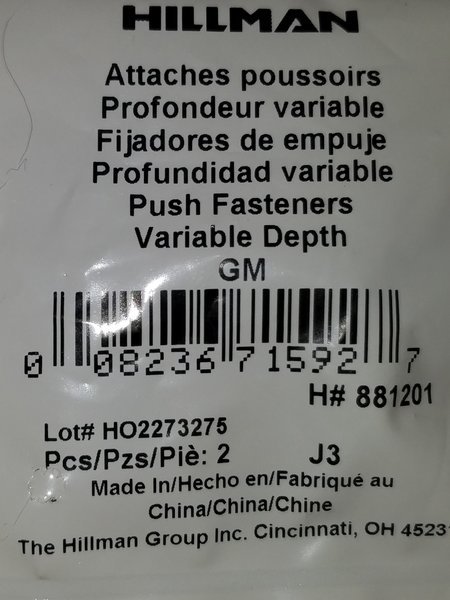 HILLMAN
Attaches poussoirs
Profondeur variable
Fijadores de empuje
Profundidad variable
Push Fasteners
Variable Depth
GM
0 08236 71592 7
H# 881201
Lot# HO2273275
Pcs/Pzs/Piè: 2 J3
Made In/Hecho en/Fabriqué au
China/China/Chine
The Hillman Group Inc. Cincinnati, OH 4523